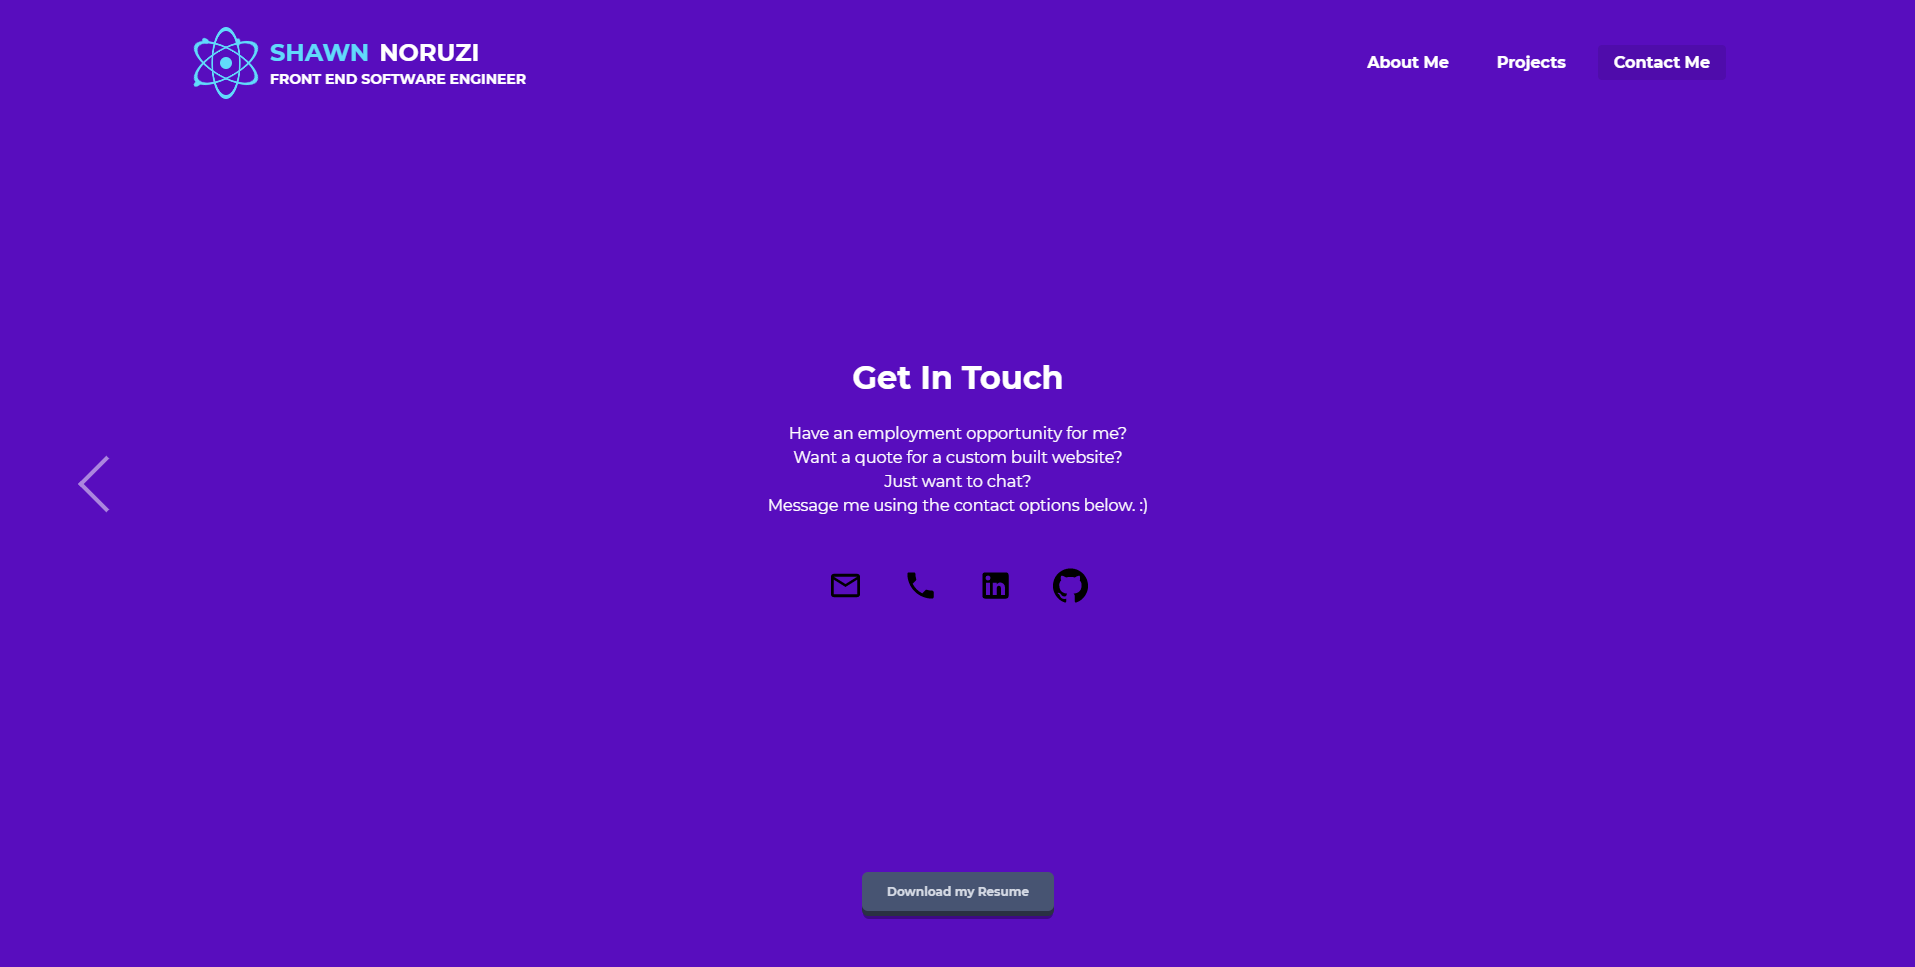 SHAWN NORUZI
FRONT END SOFTWARE ENGINEER
About Me
Projects
Contact Me
Get In Touch
Have an employment opportunity for me?
Want a quote for a custom built website?
Just want to chat?
Message me using the contact options below. :)
in
Download my Resume